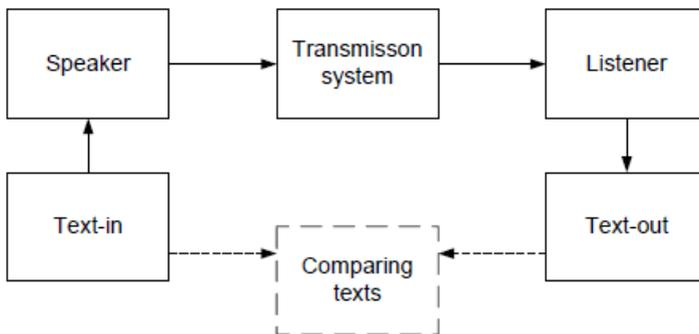 Speaker
Transmisson
system
Listener
Text-in
Text-out
Comparing
texts